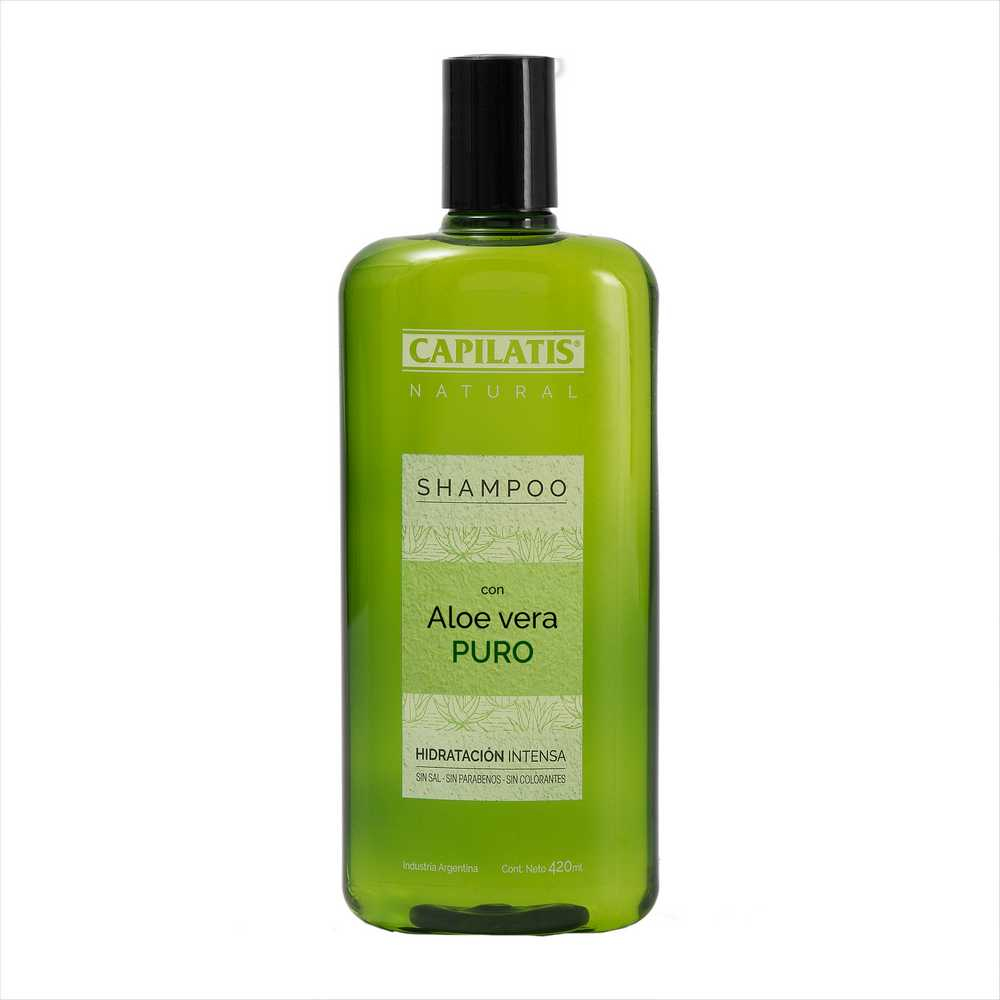 CAPILATIS®
NATURAL
SHAMPOO
con
Aloe vera
PURO
HIDRATACIÓN INTENSA
SIN SAL - SIN PARABENOS - SIN COLORANTES
Industria Argentina Cont. Neto 420ml